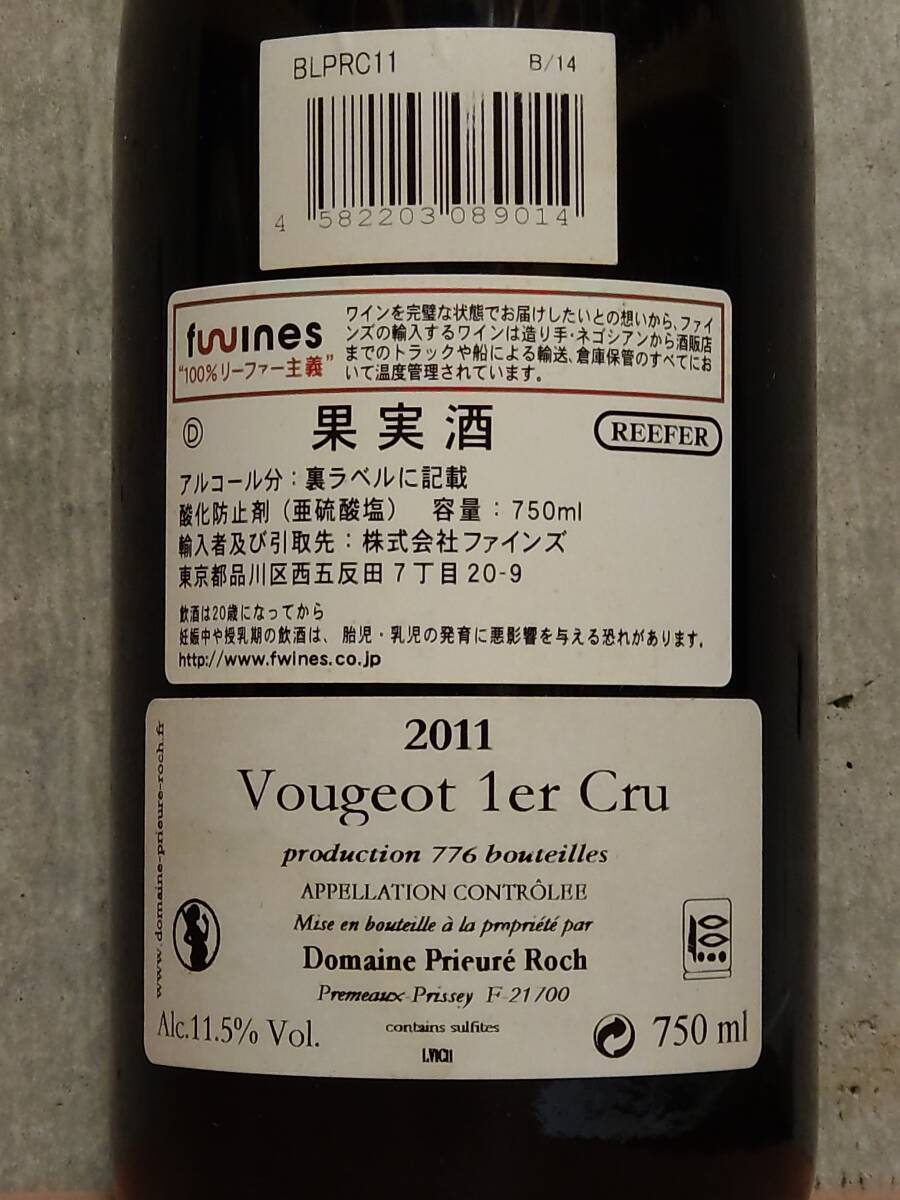 BLPRC11 B/14
4 582203 089014
fwines
"100%リーファー主義"
ワインを完璧な状態でお届けしたいとの想いから、ファイ
ンズの輸入するワインは造り手・ネゴシアンから酒販店
までのトラックや船による輸送、倉庫保管のすべてにお
いて温度管理されています。
Ⓓ 果実酒 REEFER
アルコール分：裏ラベルに記載
酸化防止剤（亜硫酸塩） 容量：750ml
輸入者及び引取先：株式会社ファインズ
東京都品川区西五反田7丁目20-9
飲酒は20歳になってから
妊娠中や授乳期の飲酒は、胎児・乳児の発育に悪影響を与える恐れがあります。
http://www.fwines.co.jp
www.domaine-prieure-roch.fr
2011
Vougeot 1er Cru
production 776 bouteilles
APPELLATION CONTRÔLEE
Mise en bouteille à la propriété par
Domaine Prieuré Roch
Premeaux-Prissey F-21700
Alc.11.5% Vol. contains sulfites 750 ml
L.VIC11